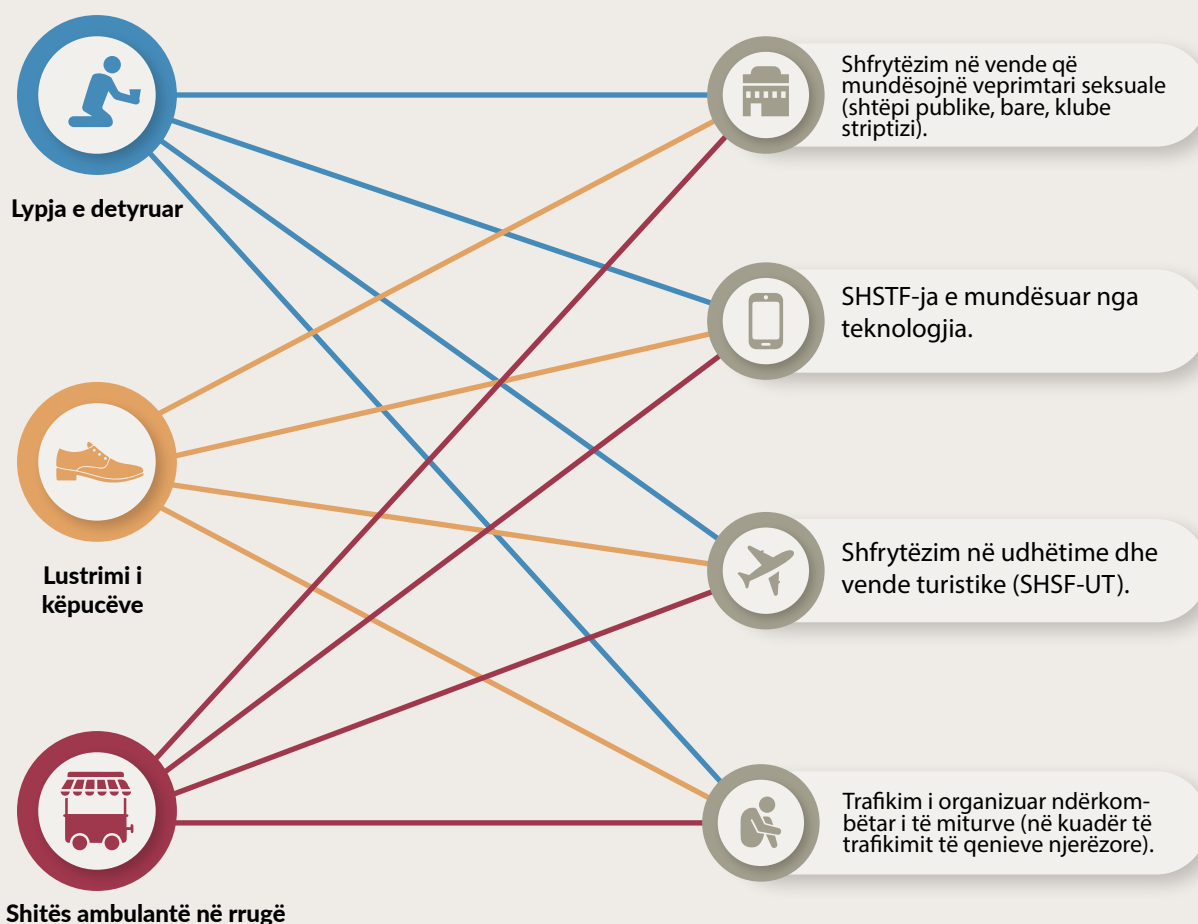 Lypja e detyruar
Lustrimi i
këpucëve
Shitës ambulantë në rrugë
Shfrytëzim në vende që
mundësojnë veprimtari seksuale
(shtëpi publike, bare, klube
striptizi).
SHSTF-ja e mundësuar nga
teknologjia.
Shfrytëzim në udhëtime dhe
vende turistike (SHSF-UT).
Trafikim i organizuar ndërkom-
bëtar i të miturve (në kuadër të
trafikimit të qenieve njerëzore).